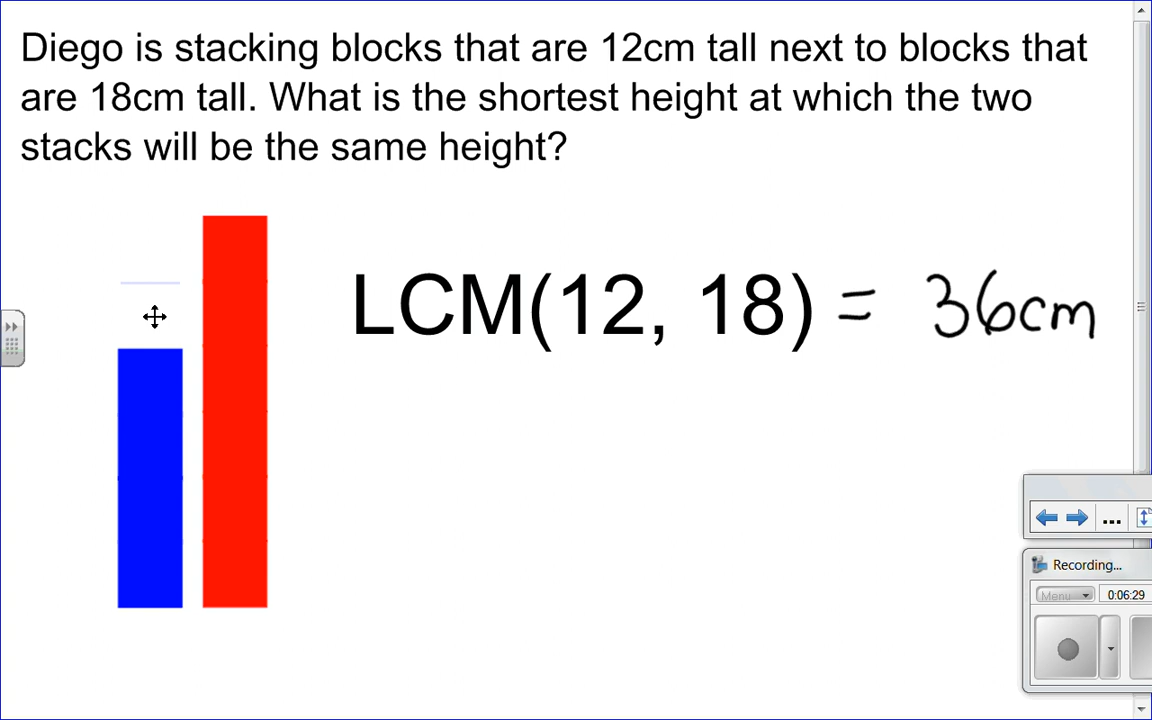 Diego is stacking blocks that are 12cm tall next to blocks that
are 18cm tall. What is the shortest height at which the two
stacks will be the same height?
LCM(12, 18) = 36cm
...
Recording...
Menu
0:06:29